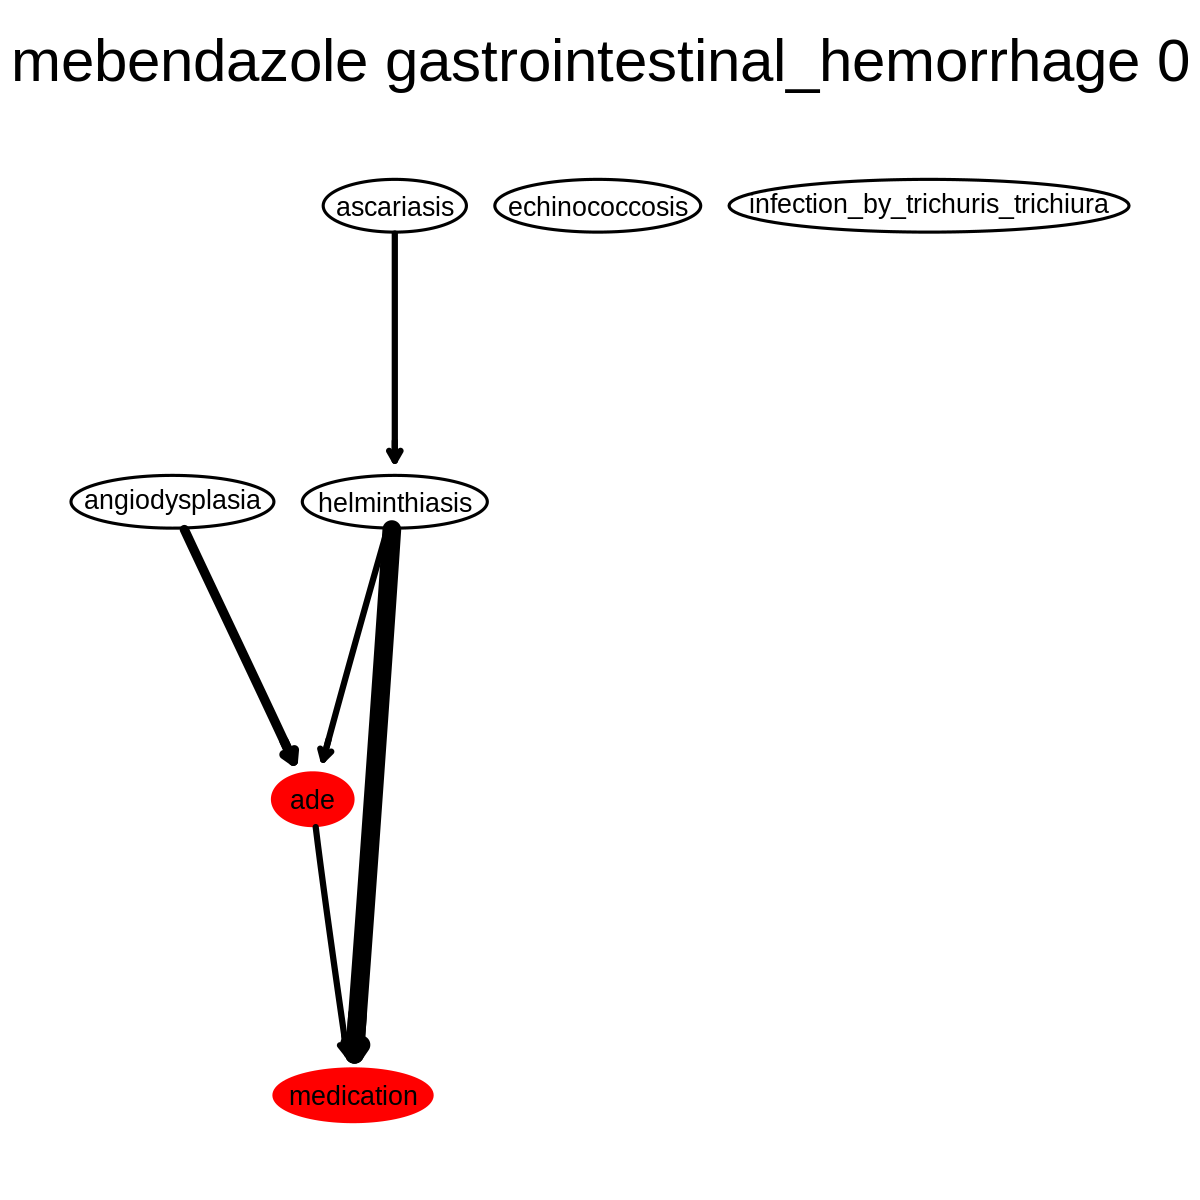 mebendazole gastrointestinal_hemorrhage 0
ascariasis echinococcosis infection_by_trichuris_trichiura
angiodysplasia helminthiasis
ade
medication